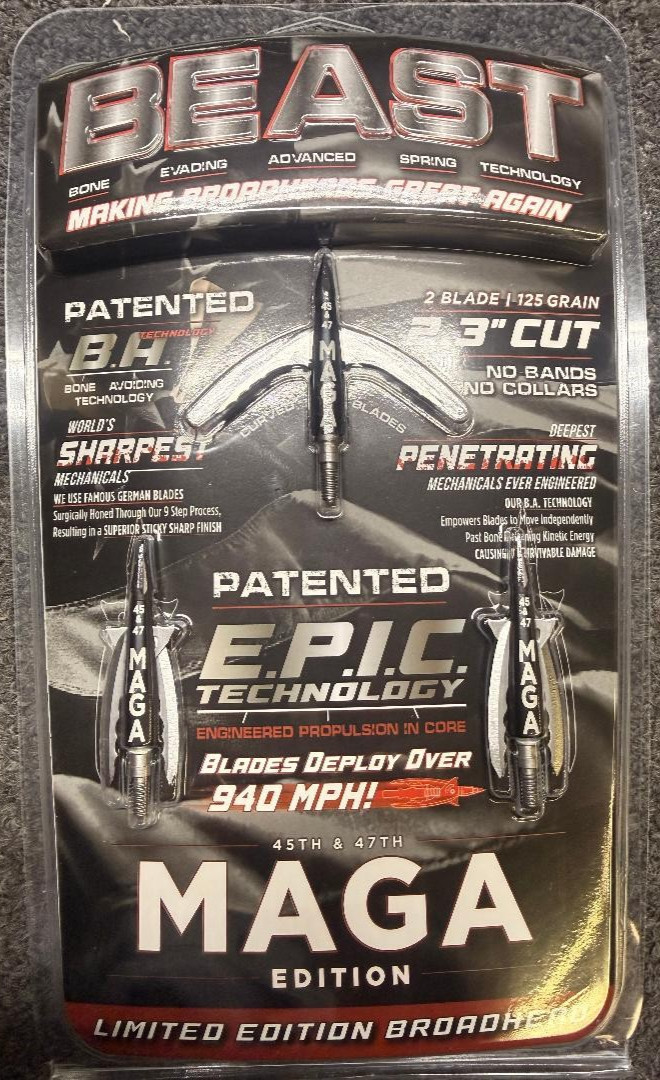 BEAST
BONE EVADING ADVANCED SPRING TECHNOLOGY
MAKING BROADHEADS GREAT AGAIN
PATENTED
B.A. TECHNOLOGY
BONE AVOIDING
TECHNOLOGY
WORLD'S
SHARPEST
MECHANICALS
WE USE FAMOUS GERMAN BLADES
Surgically Honed Through Our 9 Step Process,
Resulting in a SUPERIOR STICKY SHARP FINISH
45
&
47
MAGA
CURVED BLADES
2 BLADE | 125 GRAIN
3" CUT
NO BANDS
NO COLLARS
DEEPEST
PENETRATING
MECHANICALS EVER ENGINEERED
OUR B.A. TECHNOLOGY
Empowers Blades to Move Independently
Past Bone Kinetic Energy
CAUSING DAMAGE
45
&
47
MAGA
PATENTED
E.P.I.C.
TECHNOLOGY
ENGINEERED PROPULSION IN CORE
BLADES DEPLOY OVER
940 MPH!
45
&
47
MAGA
45TH & 47TH
MAGA
EDITION
LIMITED EDITION BROADHEAD